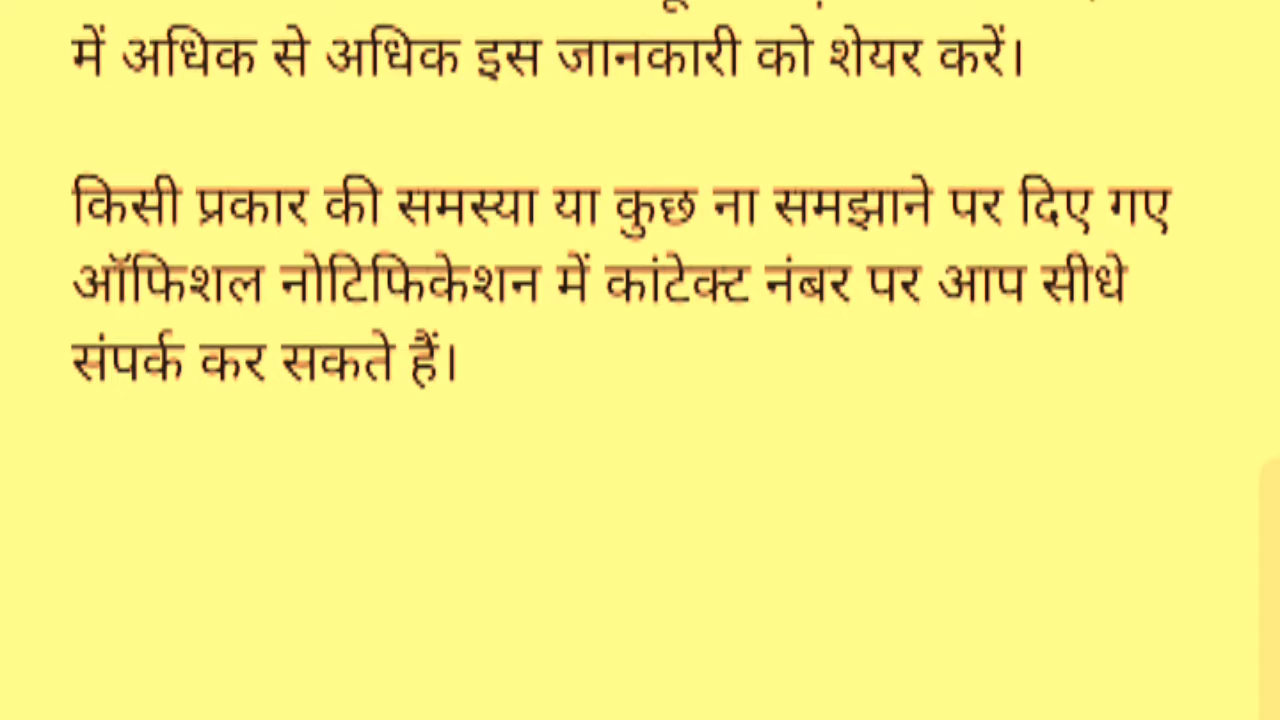 में अधिक से अधिक इस जानकारी को शेयर करें।
किसी प्रकार की समस्या या कुछ ना समझाने पर दिए गए
ऑफिशल नोटिफिकेशन में कांटेक्ट नंबर पर आप सीधे
संपर्क कर सकते हैं।